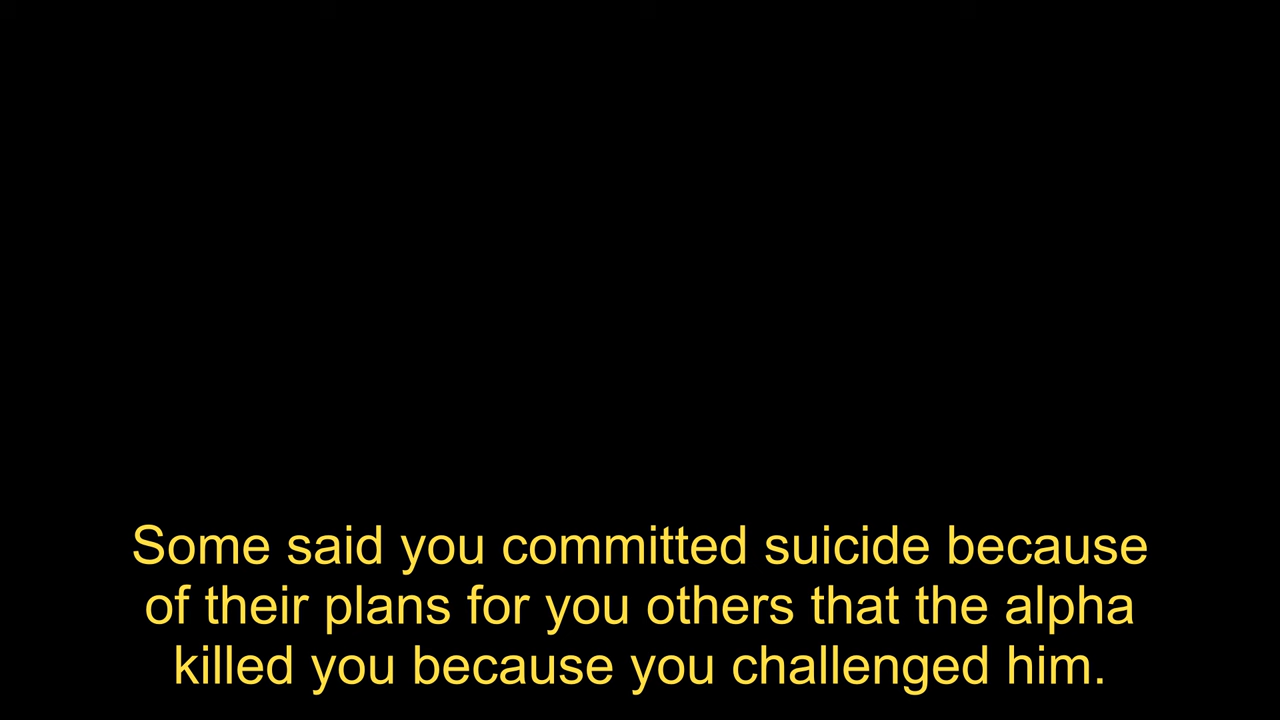 Some said you committed suicide because
of their plans for you others that the alpha
killed you because you challenged him.